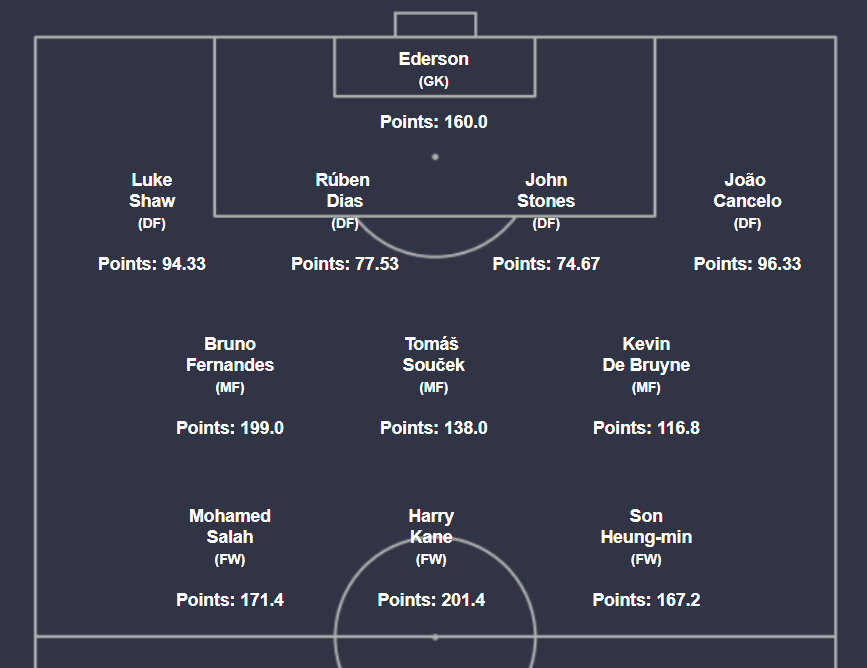 Ederson
(GK)
Points: 160.0
Luke
Shaw
(DF)
Points: 94.33
Rúben
Dias
(DF)
Points: 77.53
John
Stones
(DF)
Points: 74.67
João
Cancelo
(DF)
Points: 96.33
Bruno
Fernandes
(MF)
Points: 199.0
Tomáš
Souček
(MF)
Points: 138.0
Kevin
De Bruyne
(MF)
Points: 116.8
Mohamed
Salah
(FW)
Points: 171.4
Harry
Kane
(FW)
Points: 201.4
Son
Heung-min
(FW)
Points: 167.2